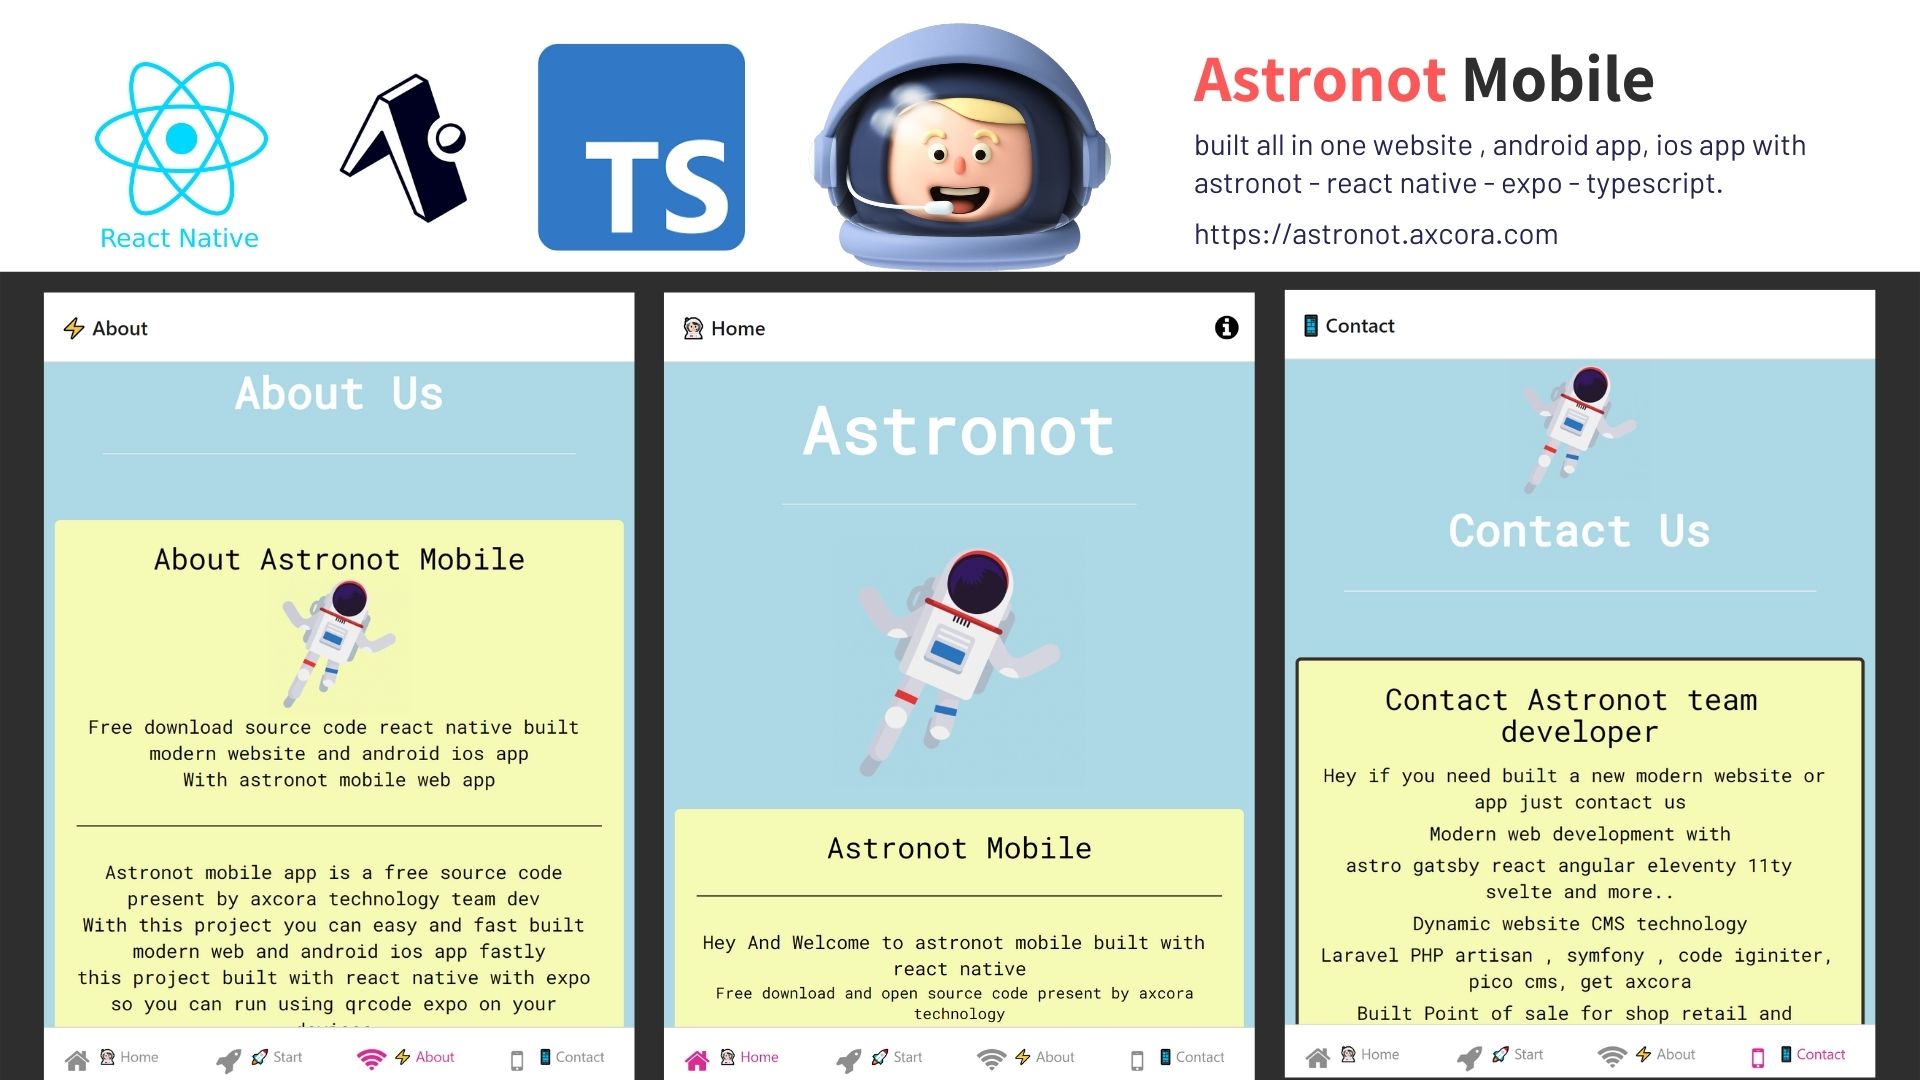 React Native
TS
Astronot Mobile
built all in one website , android app, ios app with
astronot - react native - expo - typescript.
https://astronot.axcora.com
About
About Us
About Astronot Mobile
Free download source code react native built
modern website and android ios app
With astronot mobile web app
Astronot mobile app is a free source code
present by axcora technology team dev
With this project you can easy and fast built
modern web and android ios app fastly
this project built with react native with expo
so you can run using qrcode expo on your
Home Start About Contact
Home
Astronot
Astronot Mobile
Hey And Welcome to astronot mobile built with
react native
Free download and open source code present by axcora
technology
Home Start About Contact
Contact
Contact Us
Contact Astronot team
developer
Hey if you need built a new modern website or
app just contact us
Modern web development with
astro gatsby react angular eleventy 11ty
svelte and more..
Dynamic website CMS technology
Laravel PHP artisan , symfony , code iginiter,
pico cms, get axcora
Built Point of sale for shop retail and
Home Start About Contact